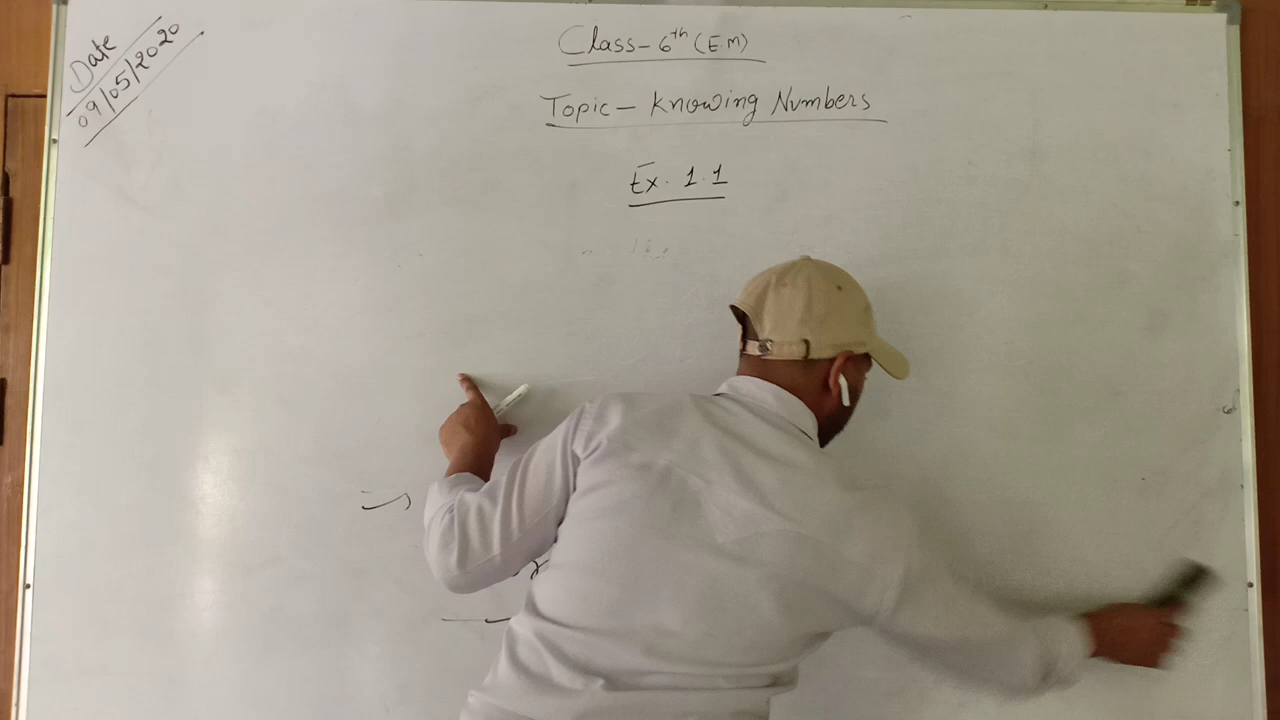 Date
09/05/2020
Class- 6th (E.M)
Topic- Knowing Numbers
Ex. 1.1